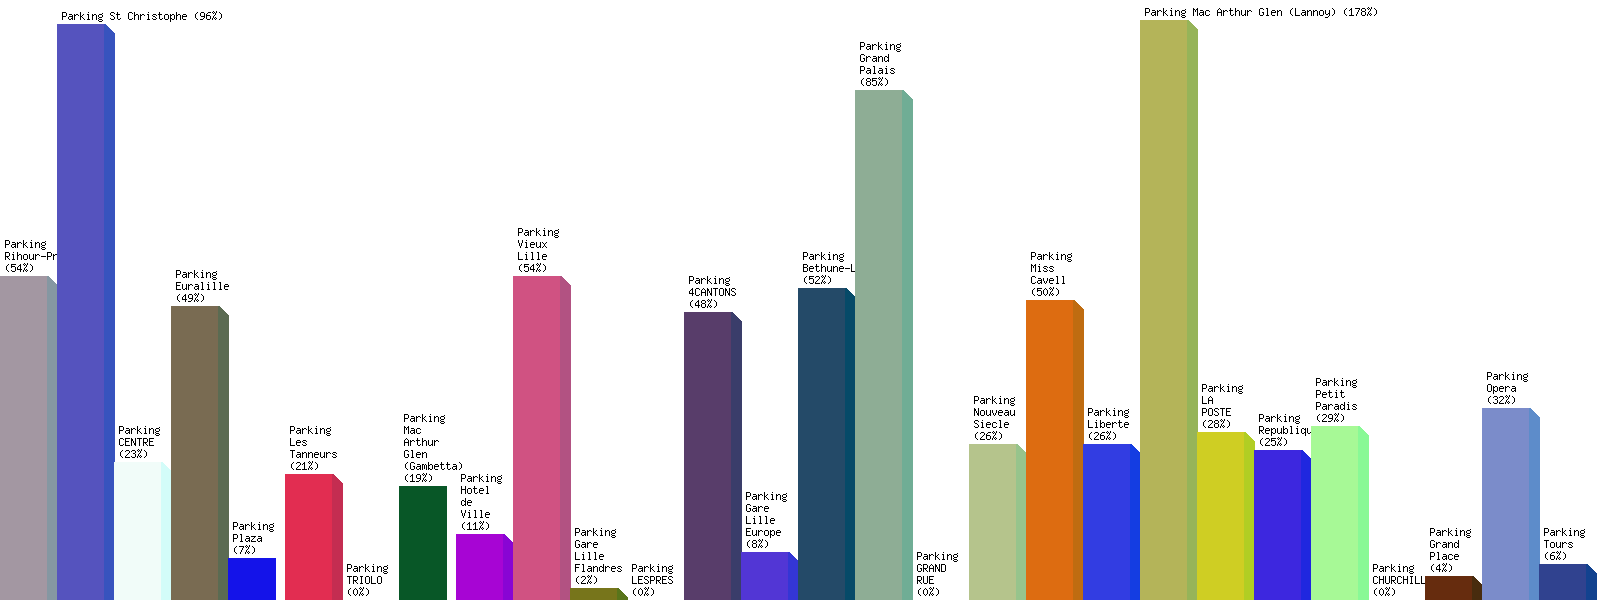 Parking St Christophe (96%)
Parking Mac Arthur Glen (Lannoy) (178%)
Parking
Grand
Palais
(85%)
Parking
Vieux
Lille
(54%)
Parking
Rihour-Pr
(54%)
Parking
Euralille
(49%)
Parking
4CANTONS
(48%)
Parking
Bethune-L
(52%)
Parking
Miss
Cavell
(50%)
Parking
CENTRE
(23%)
Parking
Plaza
(7%)
Parking
Les
Tanneurs
(21%)
Parking
TRIOLO
(0%)
Parking
Mac
Arthur
Glen
(Gambetta)
(19%)
Parking
Hotel
de
Ville
(11%)
Parking
Gare
Lille
Flandres
(2%)
Parking
LESPRES
(0%)
Parking
Gare
Lille
Europe
(8%)
Parking
GRAND
RUE
(0%)
Parking
Nouveau
Siecle
(26%)
Parking
Liberte
(26%)
Parking
LA
POSTE
(28%)
Parking
Republiqu
(25%)
Parking
Petit
Paradis
(29%)
Parking
CHURCHILL
(0%)
Parking
Grand
Place
(4%)
Parking
Opera
(32%)
Parking
Tours
(6%)